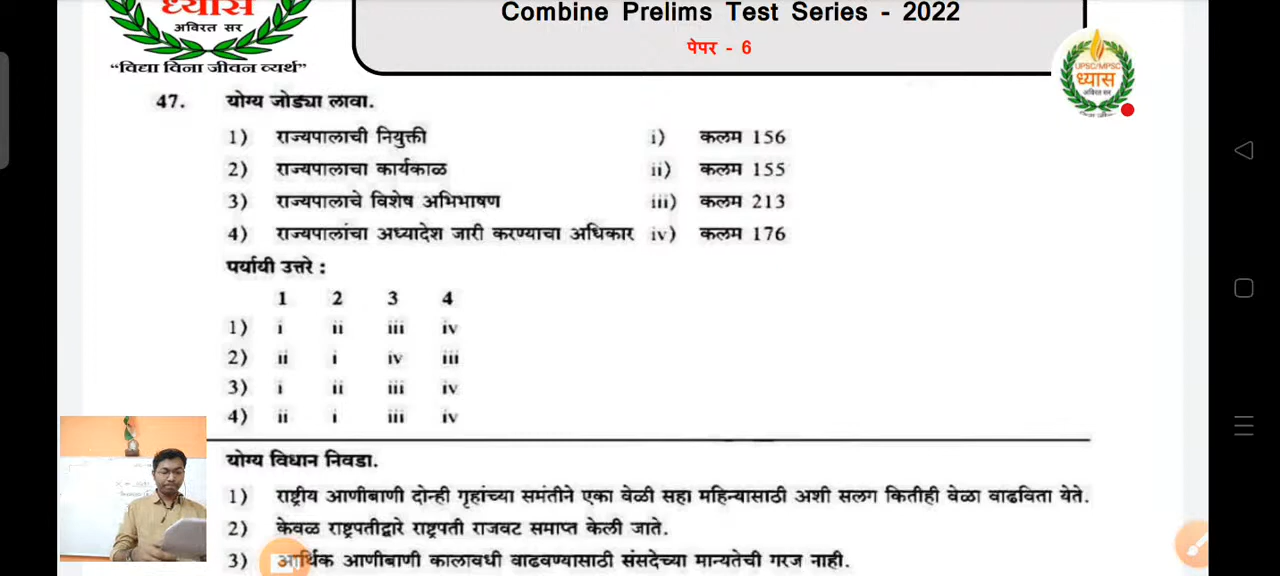 ध्यास
अविरत सर
“विद्या विना जीवन व्यर्थ”
Combine Prelims Test Series - 2022
पेपर - 6
UPSC/MPSC
ध्यास
अविरत सर
47. योग्य जोड्या लावा.
1) राज्यपालाची नियुक्ती i) कलम 156
2) राज्यपालाचा कार्यकाळ ii) कलम 155
3) राज्यपालाचे विशेष अभिभाषण iii) कलम 213
4) राज्यपालांचा अध्यादेश जारी करण्याचा अधिकार iv) कलम 176
पर्यायी उत्तरे :
1 2 3 4
1) i ii iii iv
2) ii i iv iii
3) i ii iii iv
4) ii i iii iv
योग्य विधान निवडा.
1) राष्ट्रीय आणीबाणी दोन्ही गृहांच्या समंतीने एका वेळी सहा महिन्यासाठी अशी सलग कितीही वेळा वाढविता येते.
2) केवळ राष्ट्रपतीद्वारे राष्ट्रपती राजवट समाप्त केली जाते.
3) आर्थिक आणीबाणी कालावधी वाढवण्यासाठी संसदेच्या मान्यतेची गरज नाही.